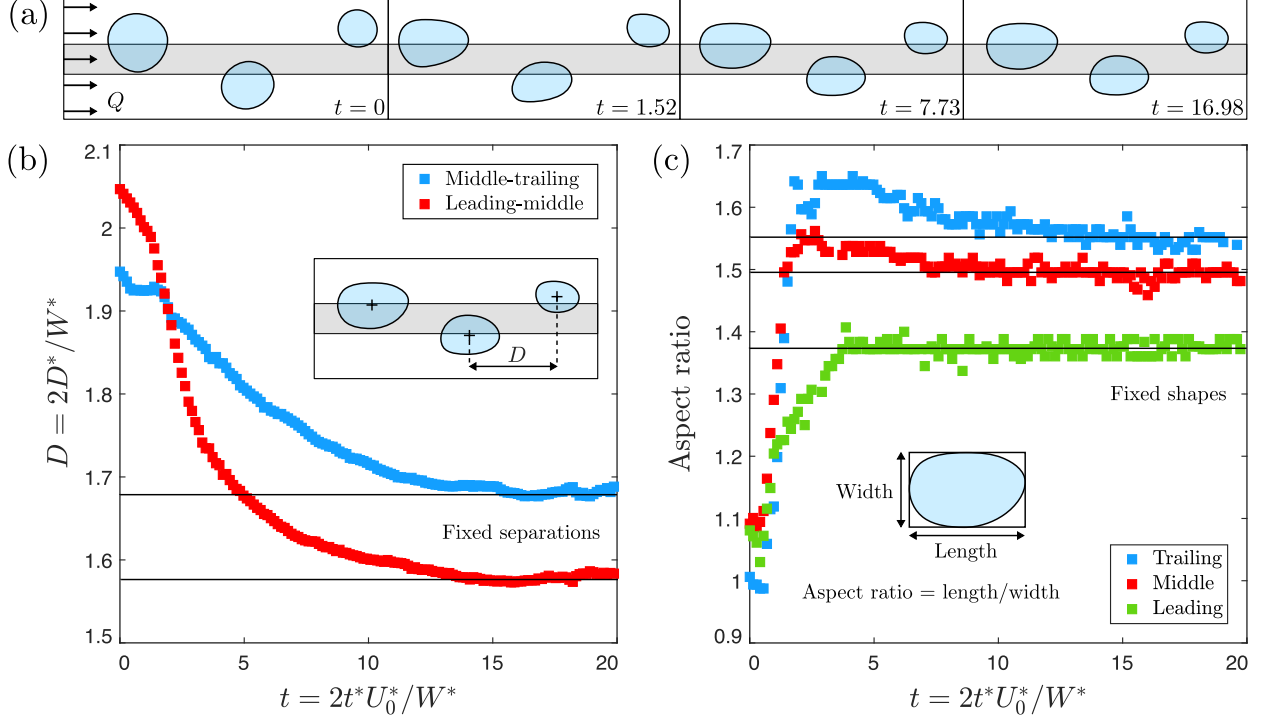 (a)
Q
t = 0
t = 1.52
t = 7.73
t = 16.98
(b)
2.1
2
1.9
1.8
1.7
1.6
1.5
D = 2D*/W*
Middle-trailing
Leading-middle
D
Fixed separations
0
5
10
15
20
t = 2t*U₀*/W*
(c)
1.7
1.6
1.5
1.4
1.3
1.2
1.1
1
0.9
Aspect ratio
Fixed shapes
Width
Length
Aspect ratio = length/width
Trailing
Middle
Leading
0
5
10
15
20
t = 2t*U₀*/W*